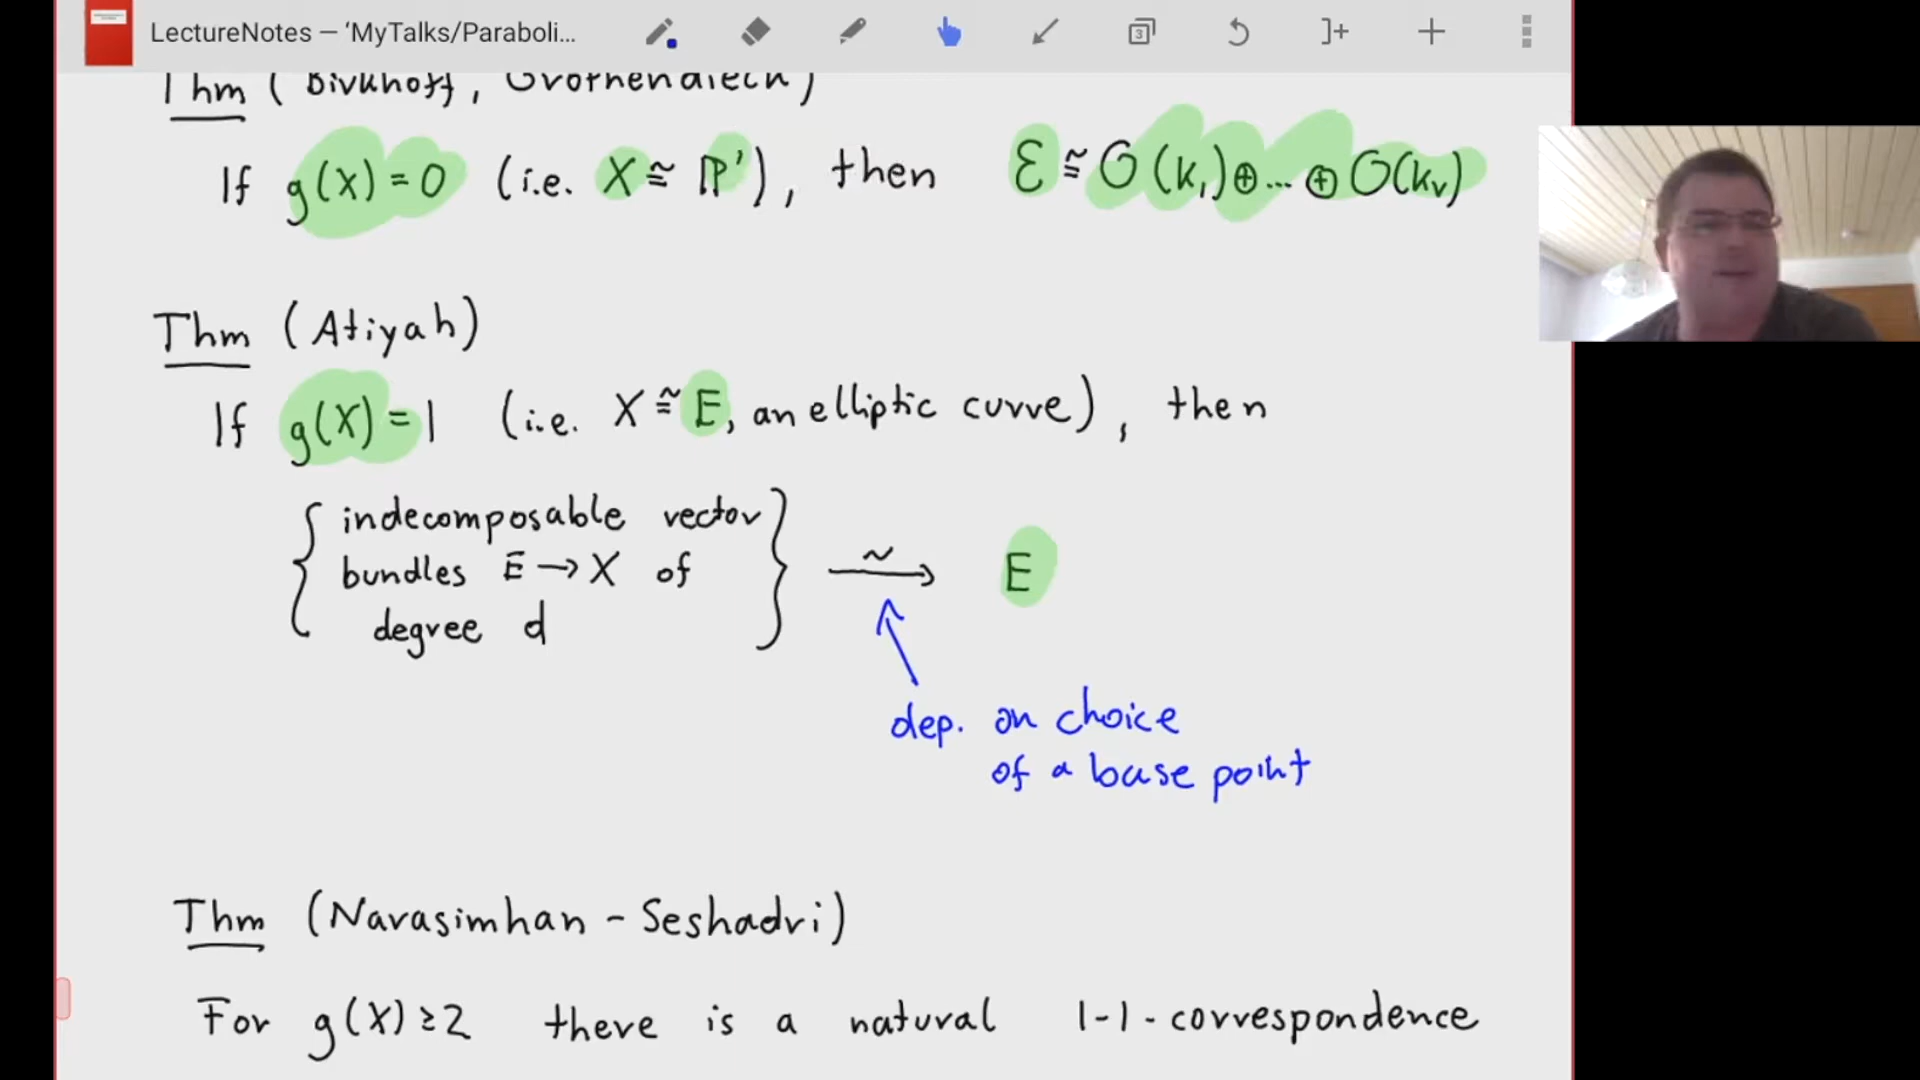 LectureNotes – ‘MyTalks/Paraboli...
3
Thm (Birkhoff, Grothendieck)
If g(X) = 0 (i.e. X ≅ ℙ¹), then ℰ ≅ O(k₁) ⊕ ... ⊕ O(kᵣ)
Thm (Atiyah)
If g(X) = 1 (i.e. X ≅ E, an elliptic curve), then
{ indecomposable vector
bundles E → X of
degree d } ⥲ E
dep. on choice
of a base point
Thm (Narasimhan - Seshadri)
For g(X) ≥ 2 there is a natural 1-1-correspondence